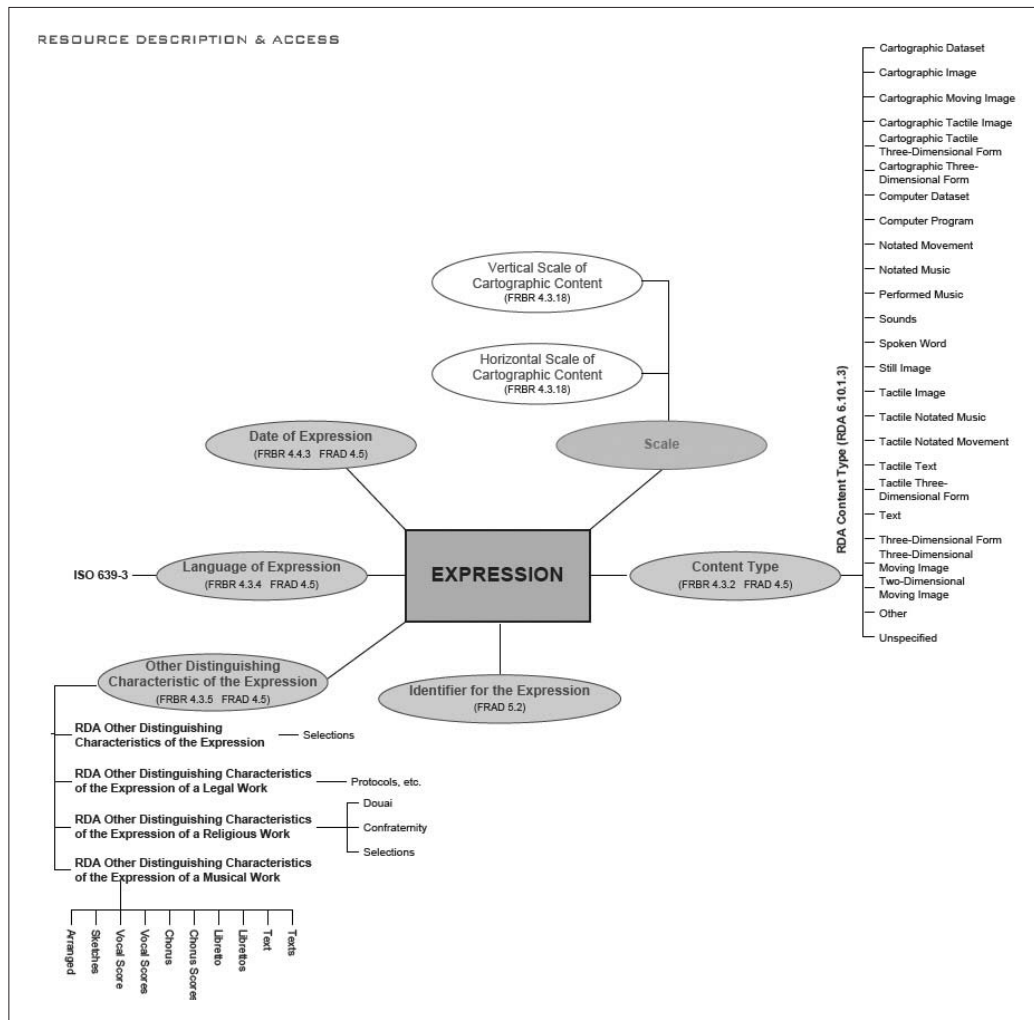 RESOURCE DESCRIPTION & ACCESS
Cartographic Dataset
Cartographic Image
Cartographic Moving Image
Cartographic Tactile Image
Cartographic Tactile
Three-Dimensional Form
Cartographic Three-
Dimensional Form
Computer Dataset
Computer Program
Notated Movement
Notated Music
Performed Music
Sounds
Spoken Word
Still Image
Tactile Image
Tactile Notated Music
Tactile Notated Movement
Tactile Text
Tactile Three-
Dimensional Form
Text
Three-Dimensional Form
Three-Dimensional
Moving Image
Two-Dimensional
Moving Image
Other
Unspecified
RDA Content Type (RDA 6.10.1.3)
Vertical Scale of
Cartographic Content
(FRBR 4.3.18)
Horizontal Scale of
Cartographic Content
(FRBR 4.3.18)
Date of Expression
(FRBR 4.4.3 FRAD 4.5)
Scale
ISO 639-3
Language of Expression
(FRBR 4.3.4 FRAD 4.5)
EXPRESSION
Content Type
(FRBR 4.3.2 FRAD 4.5)
Other Distinguishing
Characteristic of the Expression
(FRBR 4.3.5 FRAD 4.5)
Identifier for the Expression
(FRAD 5.2)
RDA Other Distinguishing
Characteristics of the Expression
Selections
RDA Other Distinguishing Characteristics
of the Expression of a Legal Work
Protocols, etc.
RDA Other Distinguishing Characteristics
of the Expression of a Religious Work
Douai
Confraternity
Selections
RDA Other Distinguishing Characteristics
of the Expression of a Musical Work
Arranged
Sketches
Vocal Score
Vocal Scores
Chorus
Chorus Scores
Libretto
Librettos
Text
Texts